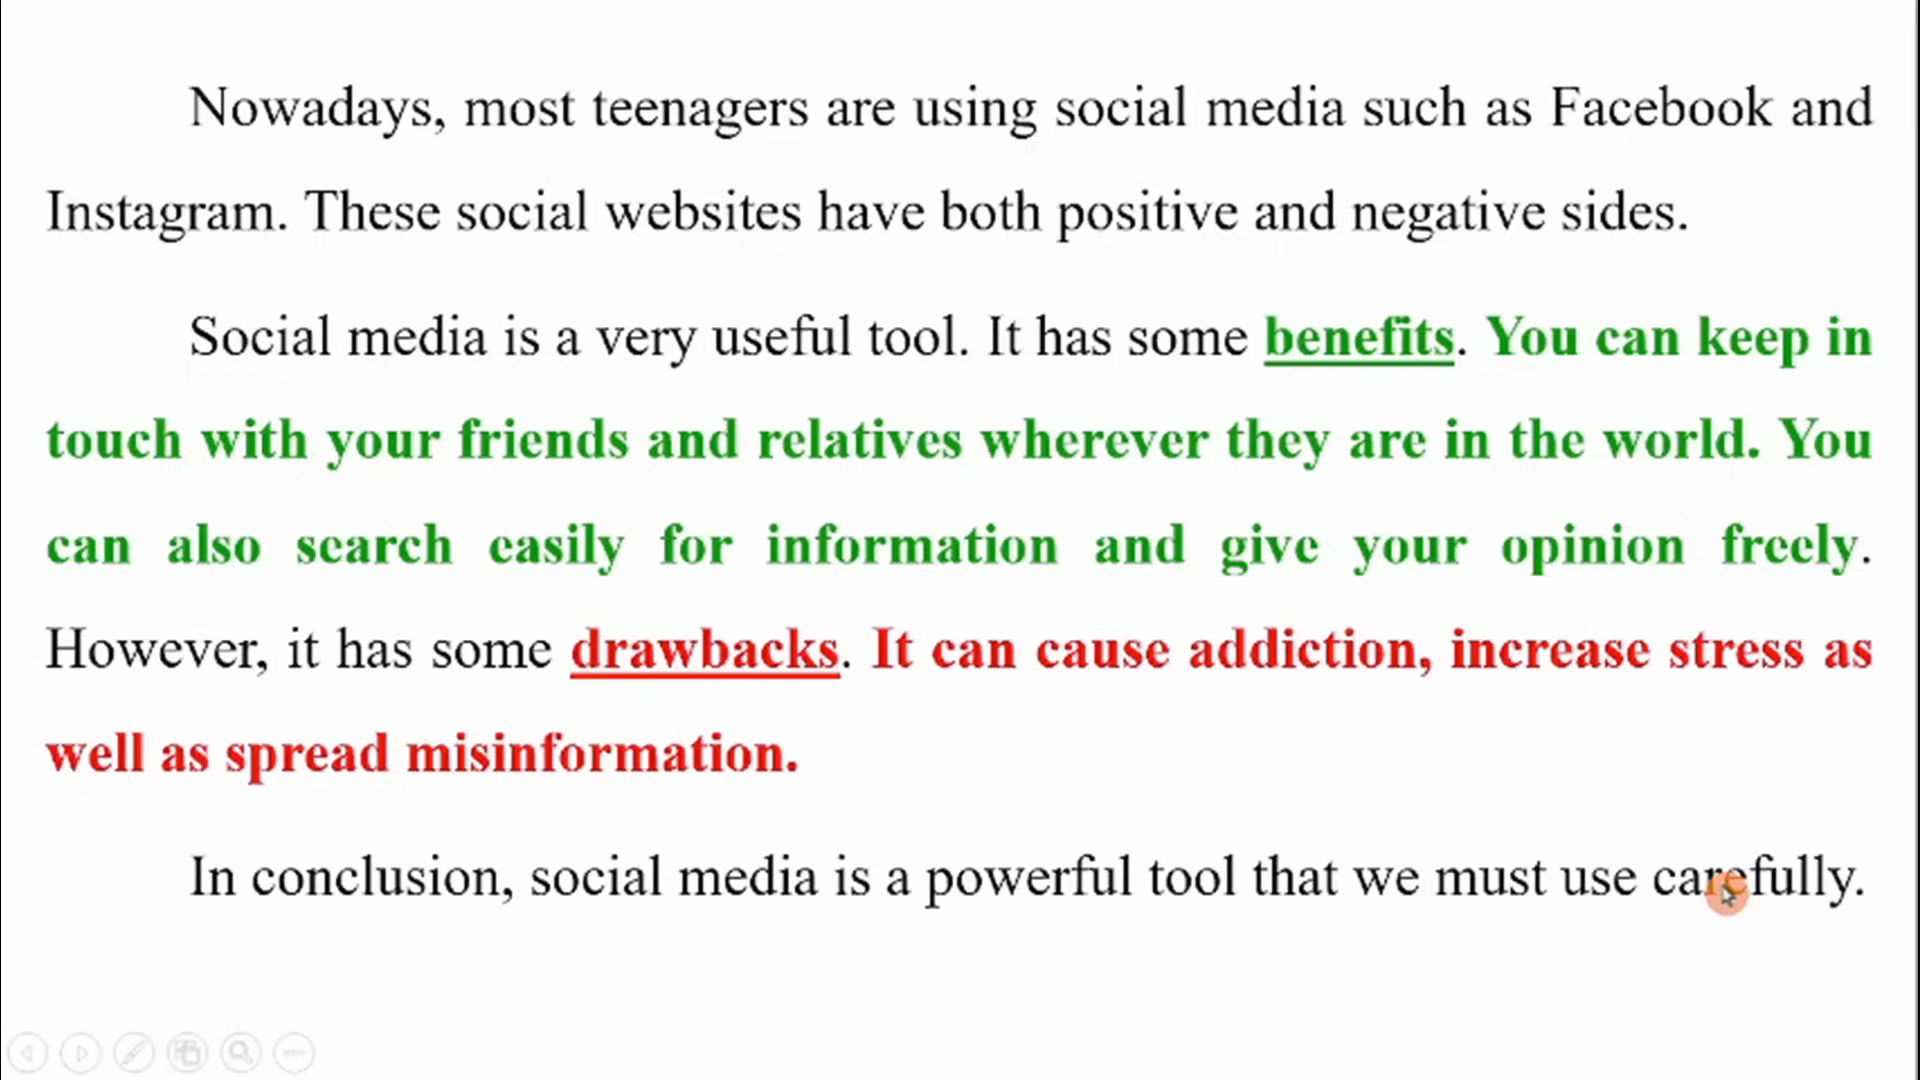 Nowadays, most teenagers are using social media such as Facebook and
Instagram. These social websites have both positive and negative sides.
Social media is a very useful tool. It has some benefits. You can keep in
touch with your friends and relatives wherever they are in the world. You
can also search easily for information and give your opinion freely.
However, it has some drawbacks. It can cause addiction, increase stress as
well as spread misinformation.
In conclusion, social media is a powerful tool that we must use carefully.